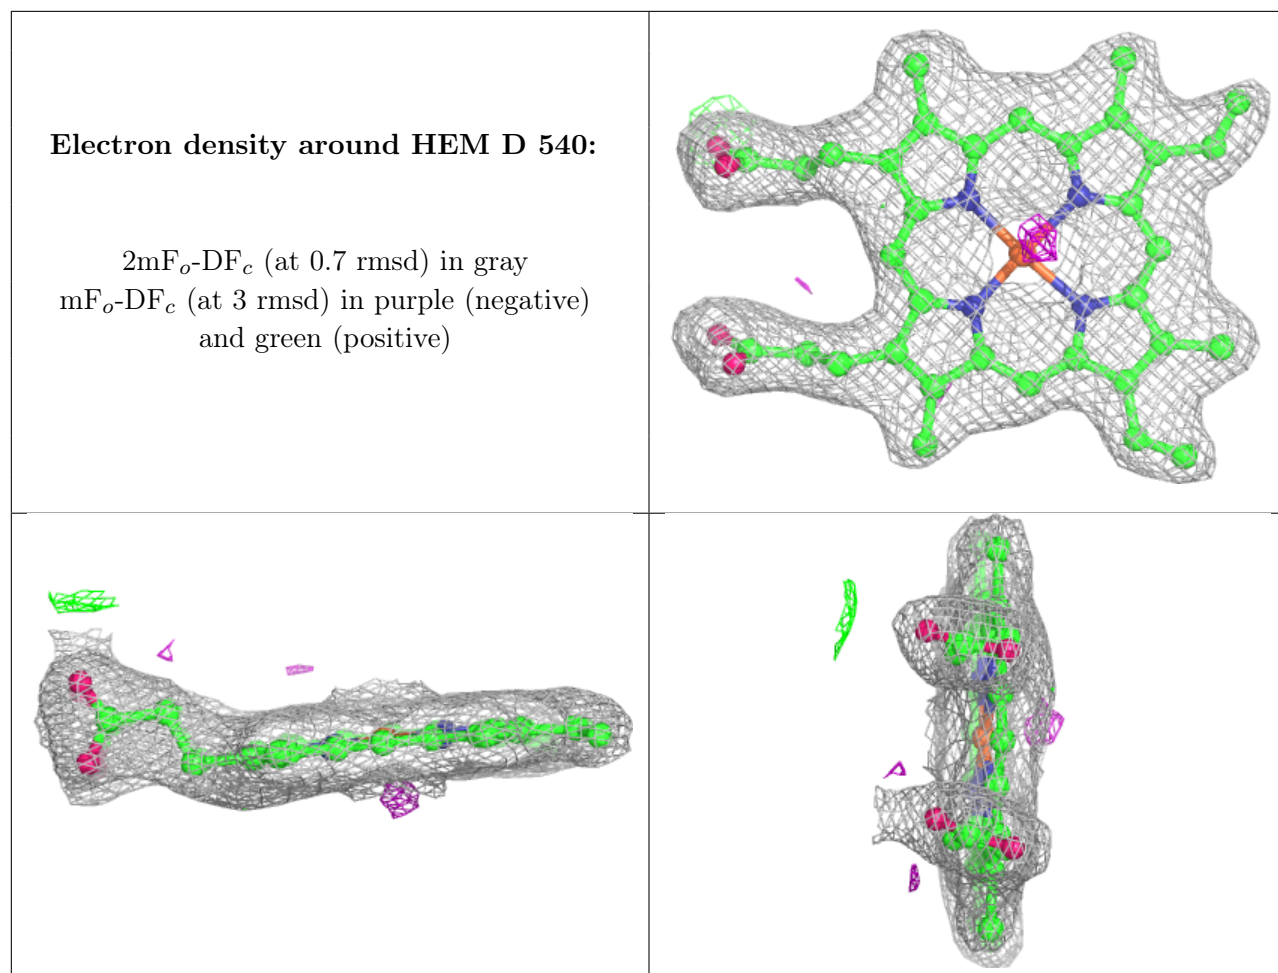 Electron density around HEM D 540:
2mFo-DFc (at 0.7 rmsd) in gray
mFo-DFc (at 3 rmsd) in purple (negative)
and green (positive)